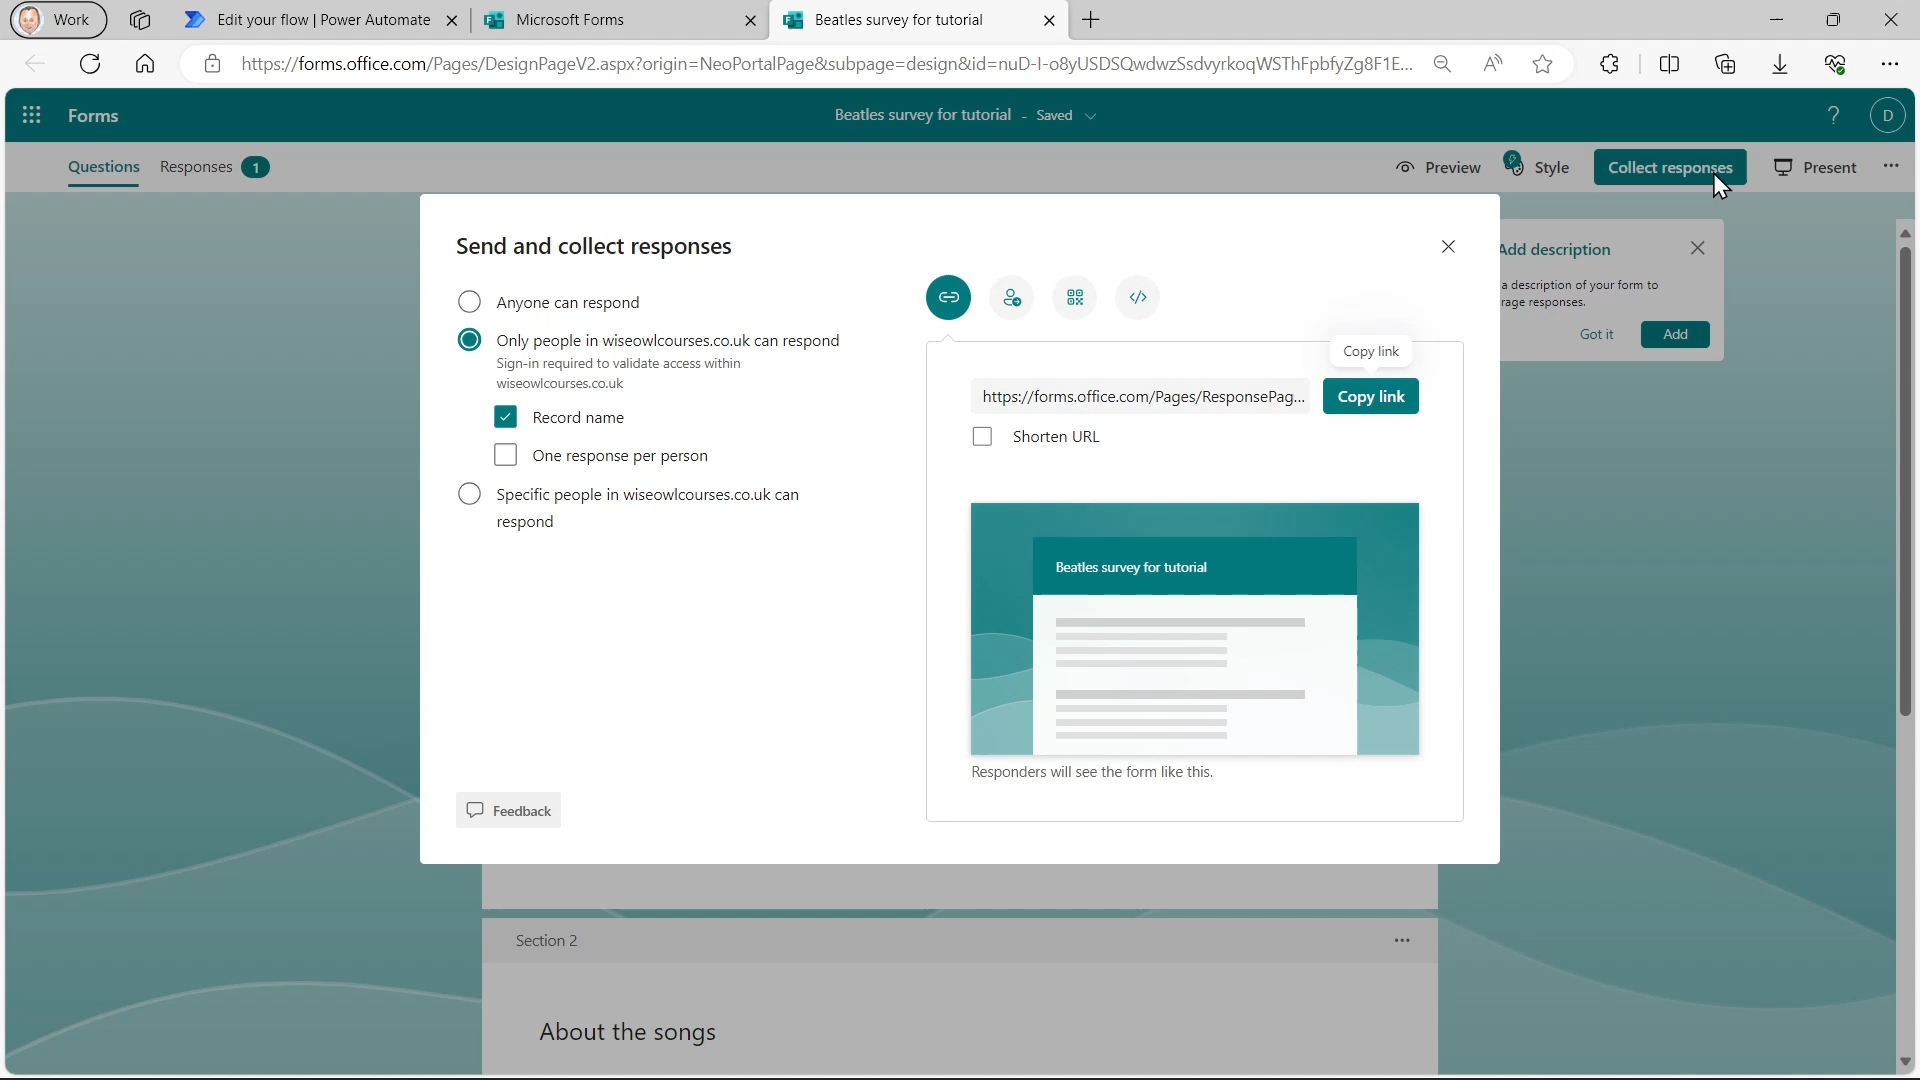 Work
Edit your flow | Power Automate
Microsoft Forms
Beatles survey for tutorial
https://forms.office.com/Pages/DesignPageV2.aspx?origin=NeoPortalPage&subpage=design&id=nuD-I-o8yUSDSQwdwzSsdvyrkoqWSThFpbfyZg8F1E...
Forms
Beatles survey for tutorial - Saved
?
D
Questions
Responses 1
Preview
Style
Collect responses
Present
Send and collect responses
Add description
a description of your form to
rage responses.
Got it
Add
Anyone can respond
Only people in wiseowlcourses.co.uk can respond
Sign-in required to validate access within
wiseowlcourses.co.uk
Record name
One response per person
Specific people in wiseowlcourses.co.uk can
respond
Copy link
https://forms.office.com/Pages/ResponsePag...
Copy link
Shorten URL
Beatles survey for tutorial
Responders will see the form like this.
Feedback
Section 2
About the songs